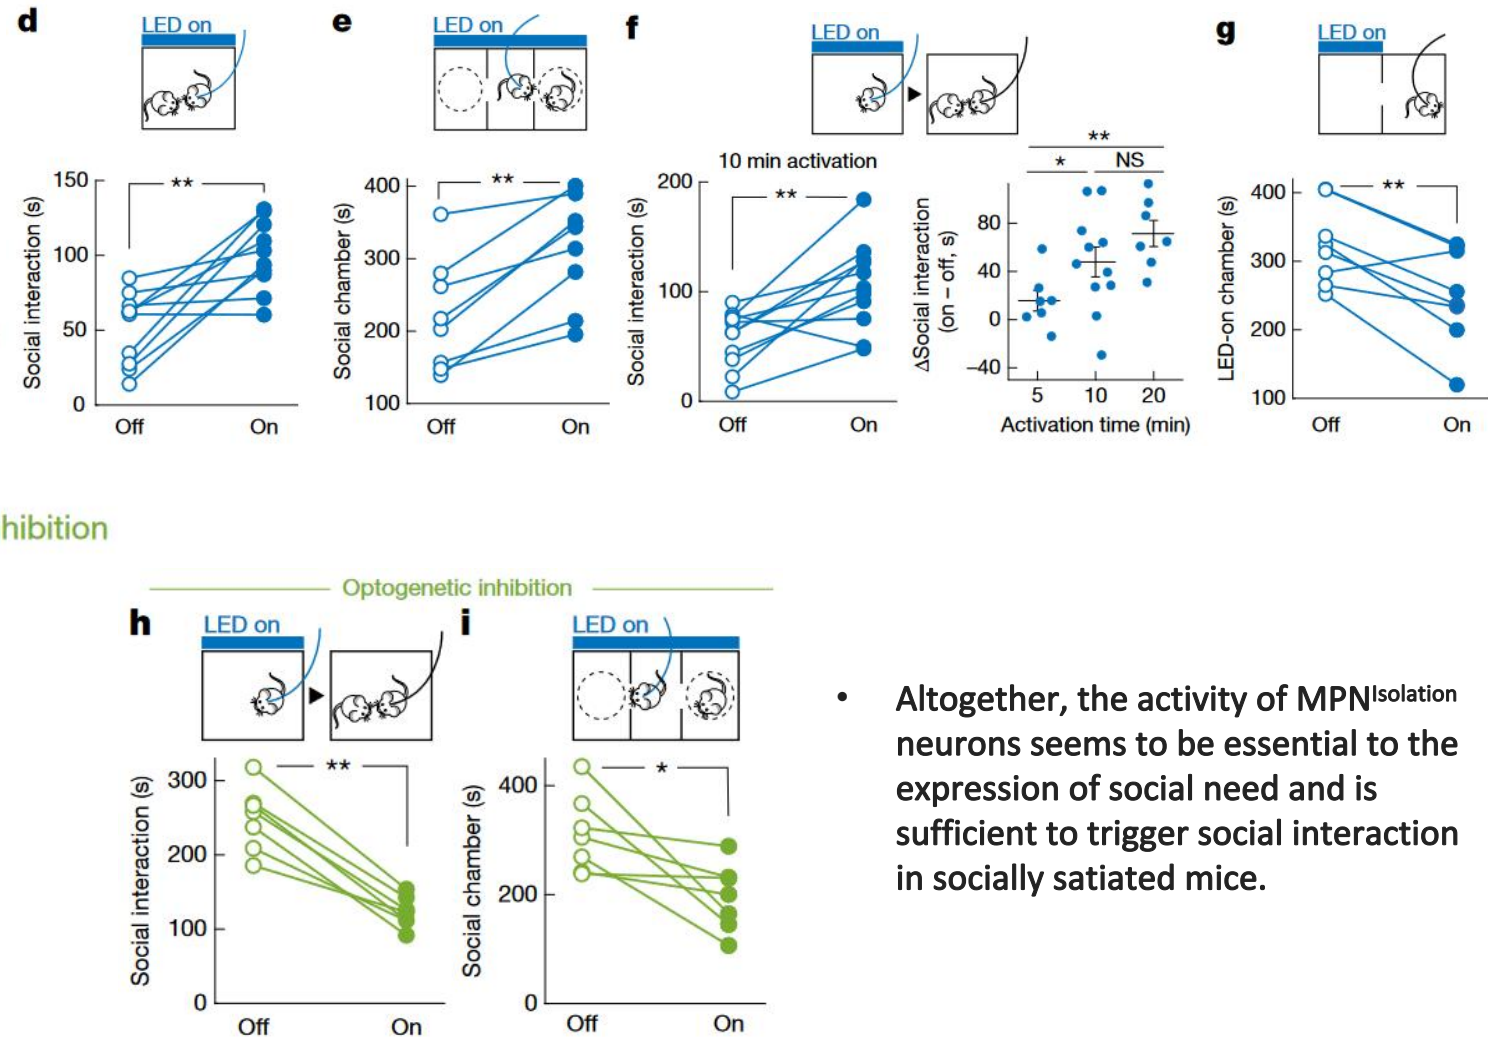 d
LED on
Social interaction (s)
150
100
50
0
**
Off
On
e
LED on
Social chamber (s)
400
300
200
100
**
Off
On
f
LED on
10 min activation
Social interaction (s)
200
100
0
**
Off
On
ΔSocial interaction
(on – off, s)
80
40
0
–40
**
*
NS
5
10
20
Activation time (min)
g
LED on
LED-on chamber (s)
400
300
200
100
**
Off
On
hibition
Optogenetic inhibition
h
LED on
Social interaction (s)
300
200
100
0
**
Off
On
i
LED on
Social chamber (s)
400
200
0
*
Off
On
• Altogether, the activity of MPNIsolation
neurons seems to be essential to the
expression of social need and is
sufficient to trigger social interaction
in socially satiated mice.